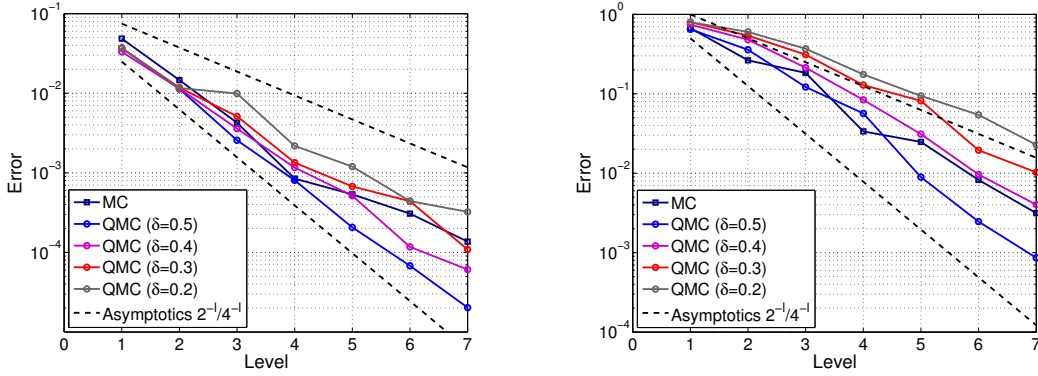 10⁻¹
10⁻²
10⁻³
10⁻⁴
Error
MC
QMC (δ=0.5)
QMC (δ=0.4)
QMC (δ=0.3)
QMC (δ=0.2)
Asymptotics 2⁻ˡ/4⁻ˡ
0 1 2 3 4 5 6 7
Level
10⁰
10⁻¹
10⁻²
10⁻³
10⁻⁴
Error
MC
QMC (δ=0.5)
QMC (δ=0.4)
QMC (δ=0.3)
QMC (δ=0.2)
Asymptotics 2⁻ˡ/4⁻ˡ
0 1 2 3 4 5 6 7
Level